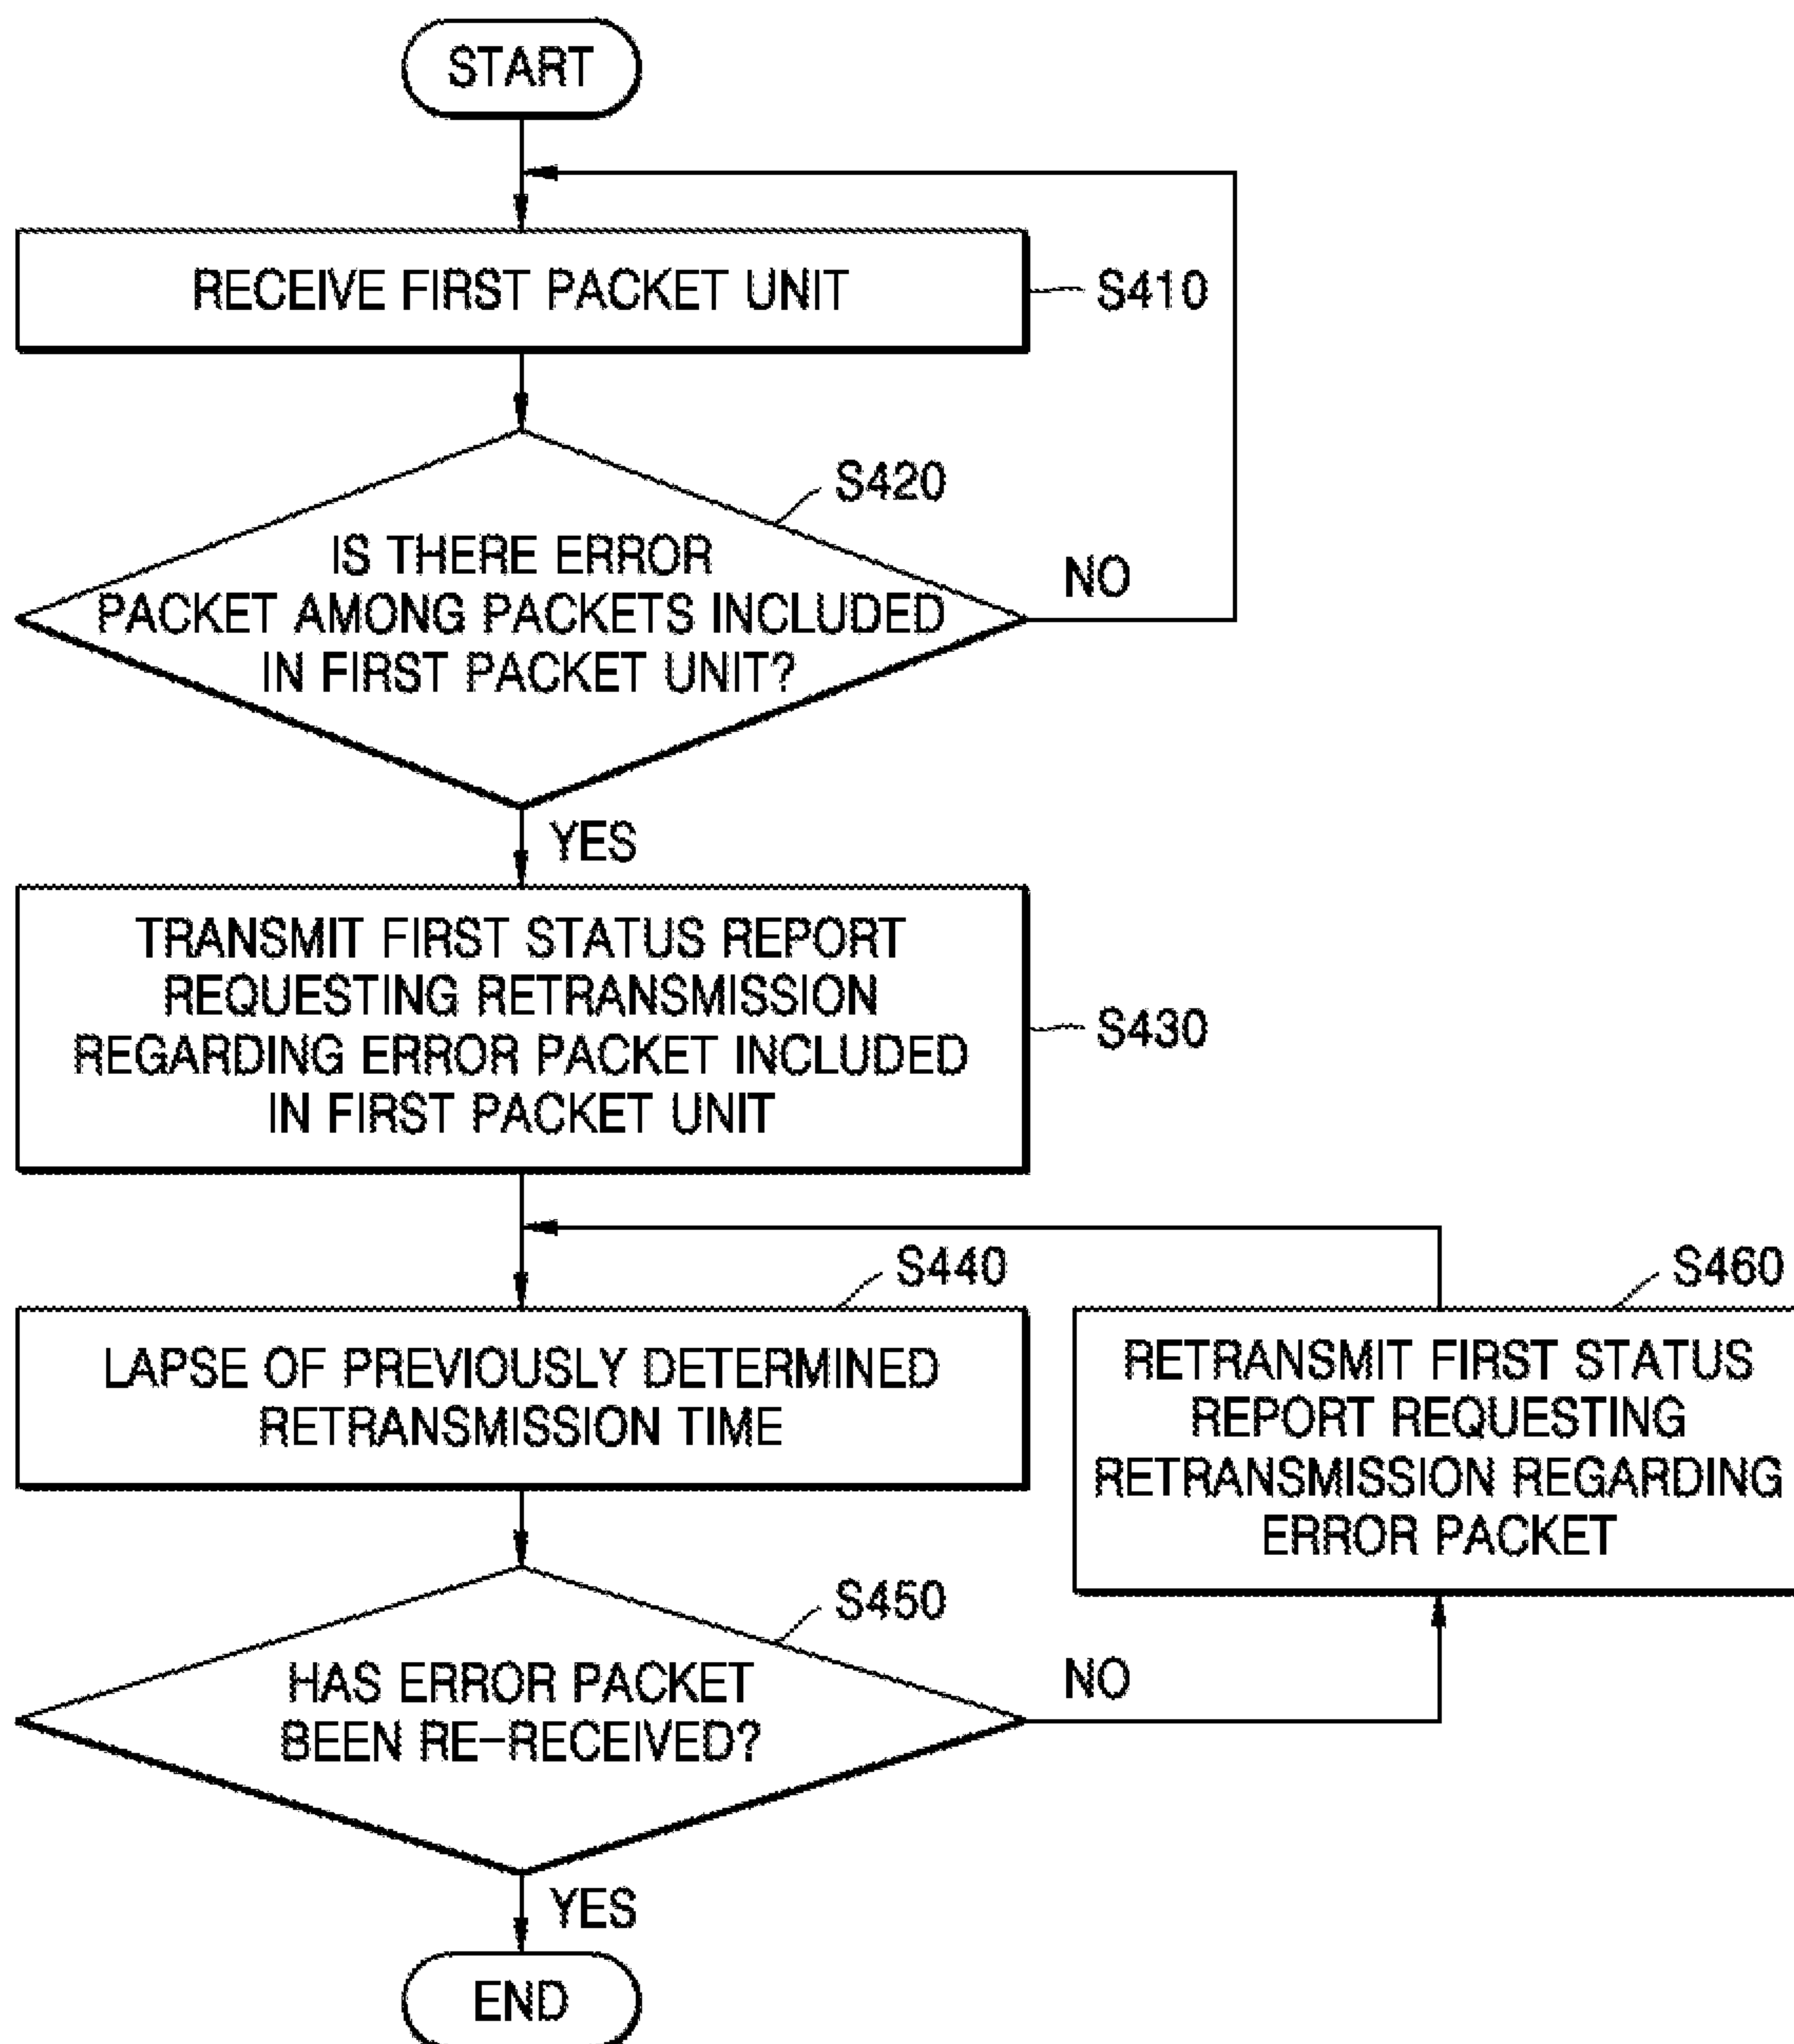 START
RECEIVE FIRST PACKET UNIT
S410
S420
IS THERE ERROR
PACKET AMONG PACKETS INCLUDED
IN FIRST PACKET UNIT?
NO
YES
TRANSMIT FIRST STATUS REPORT
REQUESTING RETRANSMISSION
REGARDING ERROR PACKET INCLUDED
IN FIRST PACKET UNIT
S430
S440
LAPSE OF PREVIOUSLY DETERMINED
RETRANSMISSION TIME
S460
RETRANSMIT FIRST STATUS
REPORT REQUESTING
RETRANSMISSION REGARDING
ERROR PACKET
S450
HAS ERROR PACKET
BEEN RE-RECEIVED?
NO
YES
END